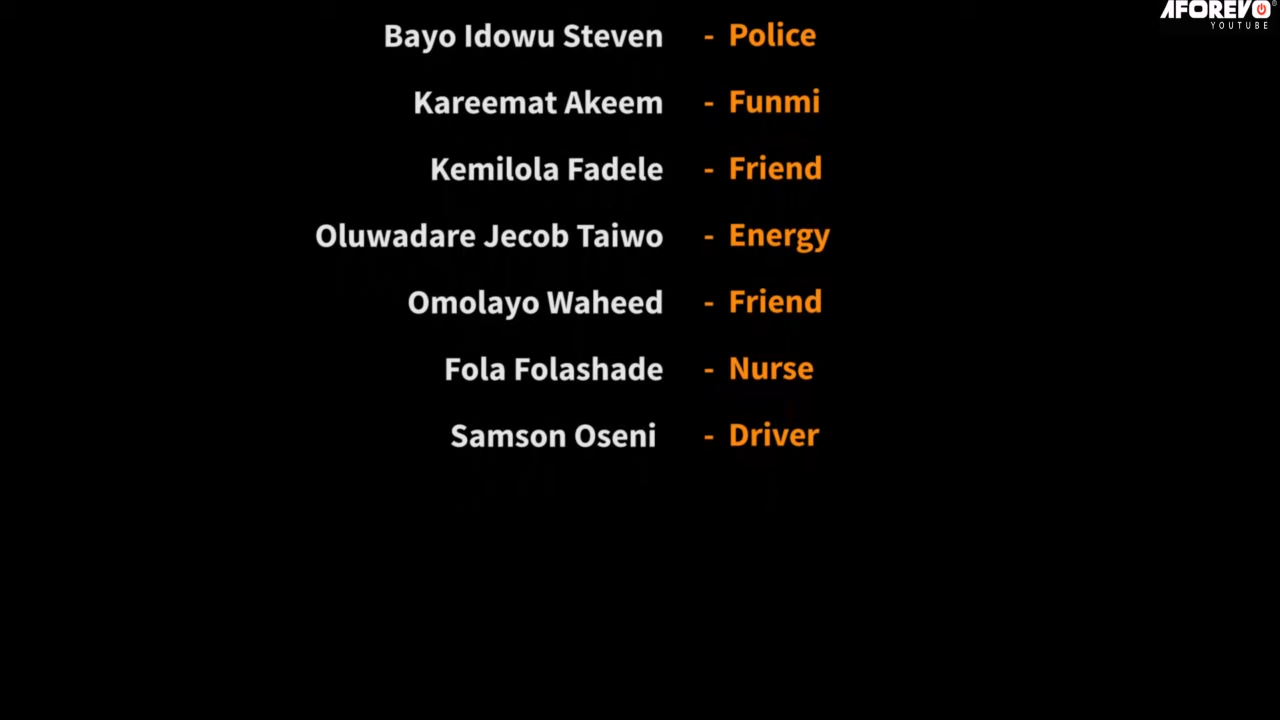 AFOREVO
YOUTUBE
Bayo Idowu Steven - Police
Kareemat Akeem - Funmi
Kemilola Fadele - Friend
Oluwadare Jecob Taiwo - Energy
Omolayo Waheed - Friend
Fola Folashade - Nurse
Samson Oseni - Driver